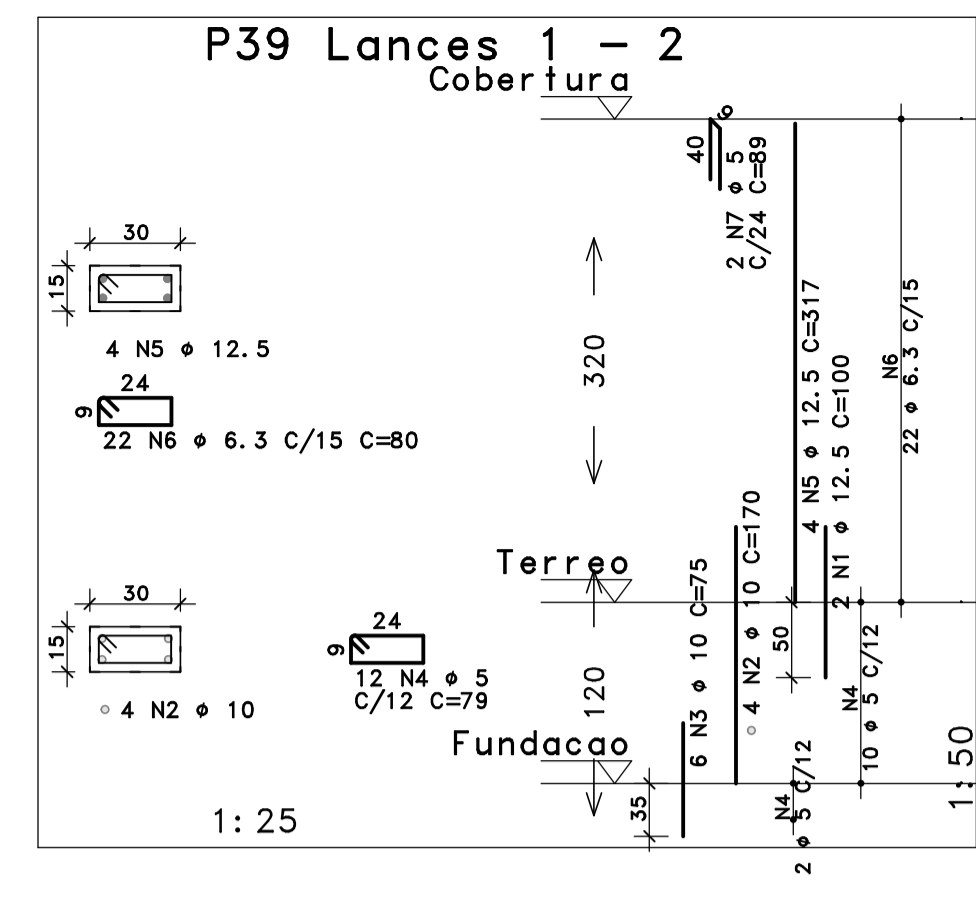 P39 Lances 1 - 2
Cobertura
40
6
2 N7 ø 5
C/24 C=89
30
15
4 N5 ø 12.5
24
9
22 N6 ø 6.3 C/15 C=80
320
4 N5 ø 12.5 C=317
2 N1 ø 12.5 C=100
N6
22 ø 6.3 C/15
Terreo
30
15
4 N2 ø 10
24
9
12 N4 ø 5
C/12 C=79
120
6 N3 ø 10 C=75
4 N2 ø 10 C=170
50
N4
10 ø 5 C/12
Fundacao
35
N4
2 ø 5 C/12
1:25
1:50